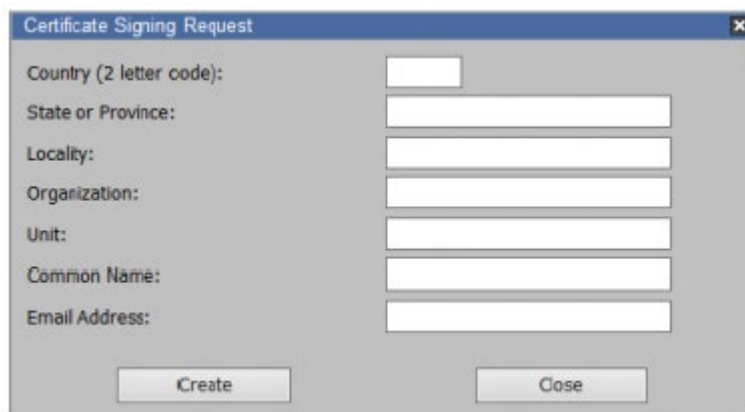 Certificate Signing Request
Country (2 letter code):
State or Province:
Locality:
Organization:
Unit:
Common Name:
Email Address:
Create Close